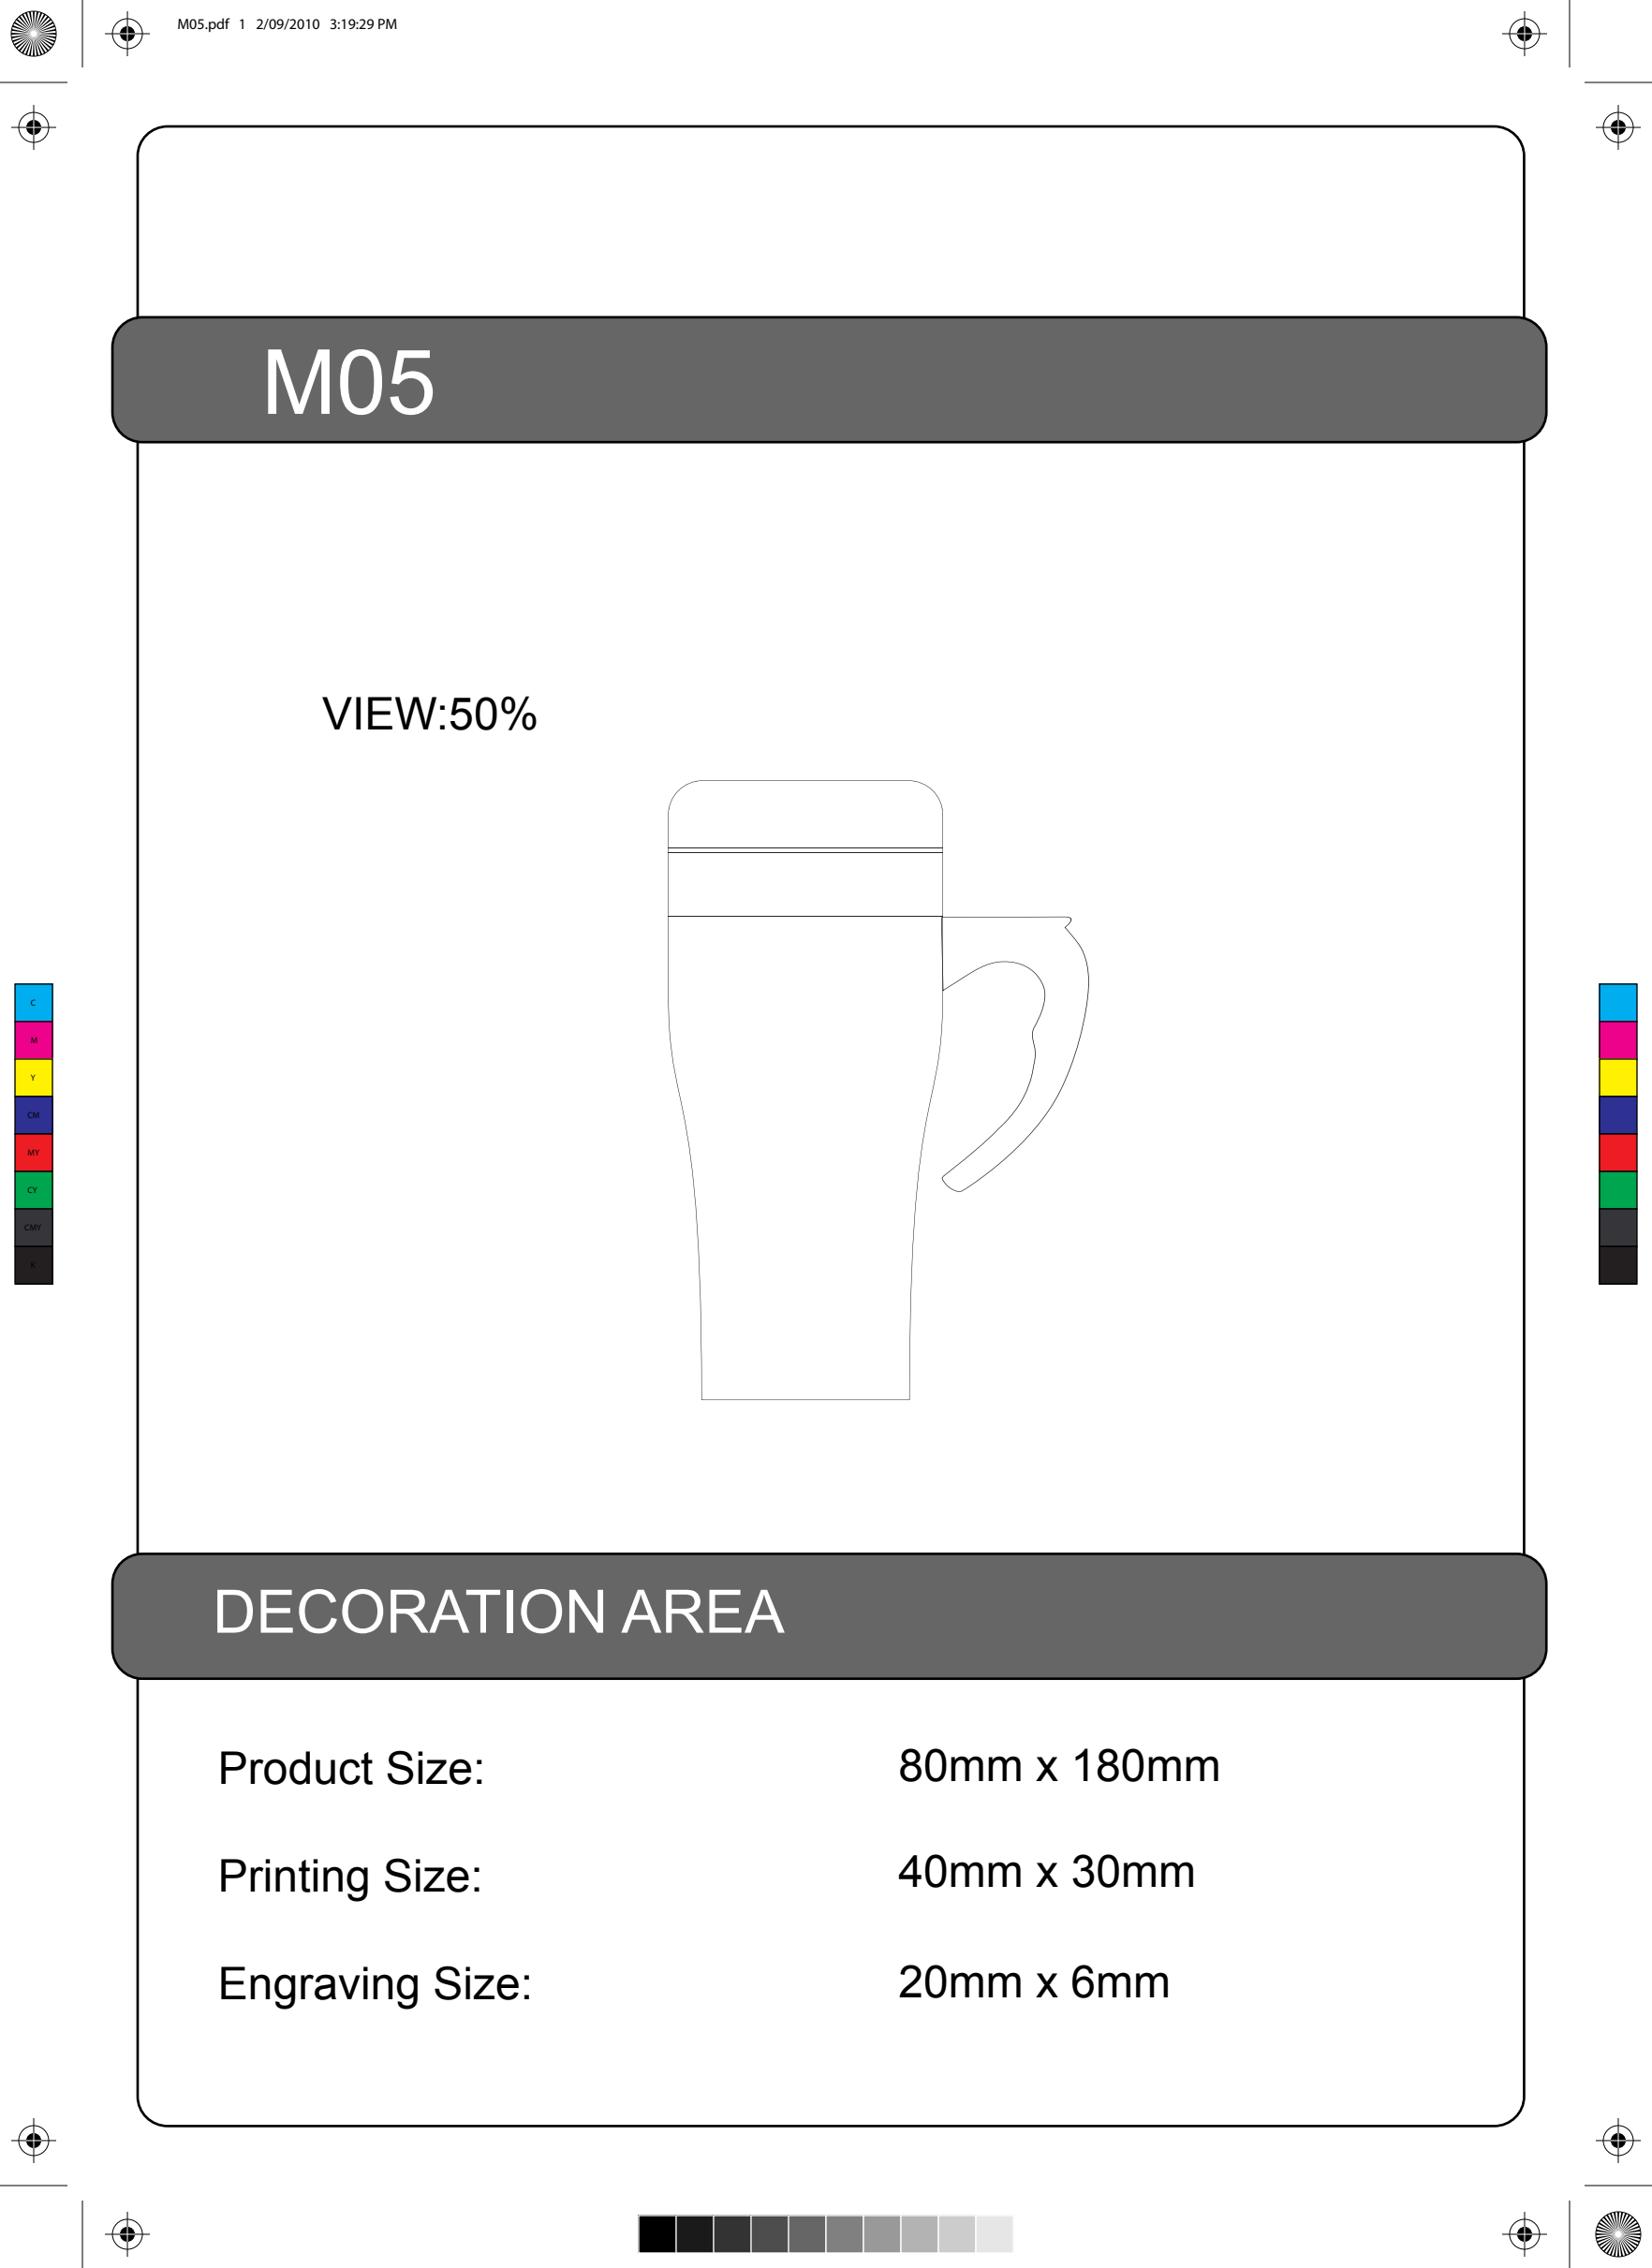 M05.pdf 1 2/09/2010 3:19:29 PM
M05
VIEW:50%
C
M
Y
CM
MY
CY
CMY
K
DECORATION AREA
Product Size: 80mm x 180mm
Printing Size: 40mm x 30mm
Engraving Size: 20mm x 6mm